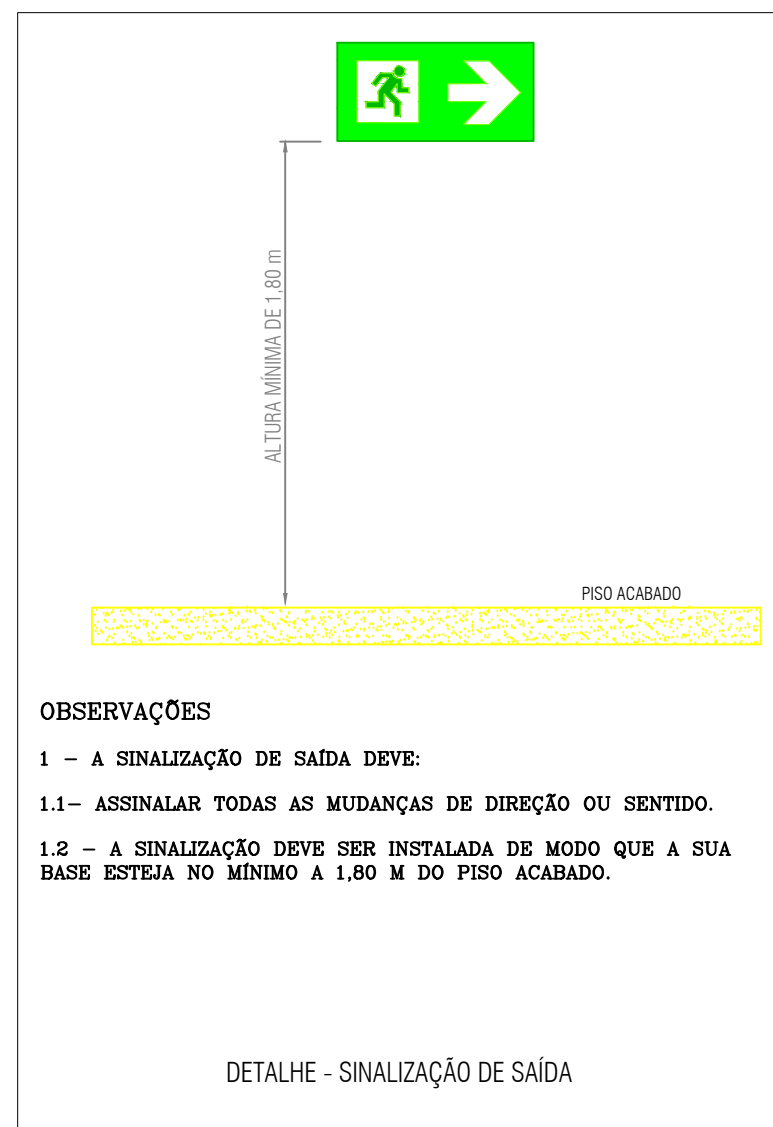 ALTURA MÍNIMA DE 1,80 m
PISO ACABADO
OBSERVAÇÕES
1 – A SINALIZAÇÃO DE SAÍDA DEVE:
1.1– ASSINALAR TODAS AS MUDANÇAS DE DIREÇÃO OU SENTIDO.
1.2 – A SINALIZAÇÃO DEVE SER INSTALADA DE MODO QUE A SUA
BASE ESTEJA NO MÍNIMO A 1,80 M DO PISO ACABADO.
DETALHE - SINALIZAÇÃO DE SAÍDA